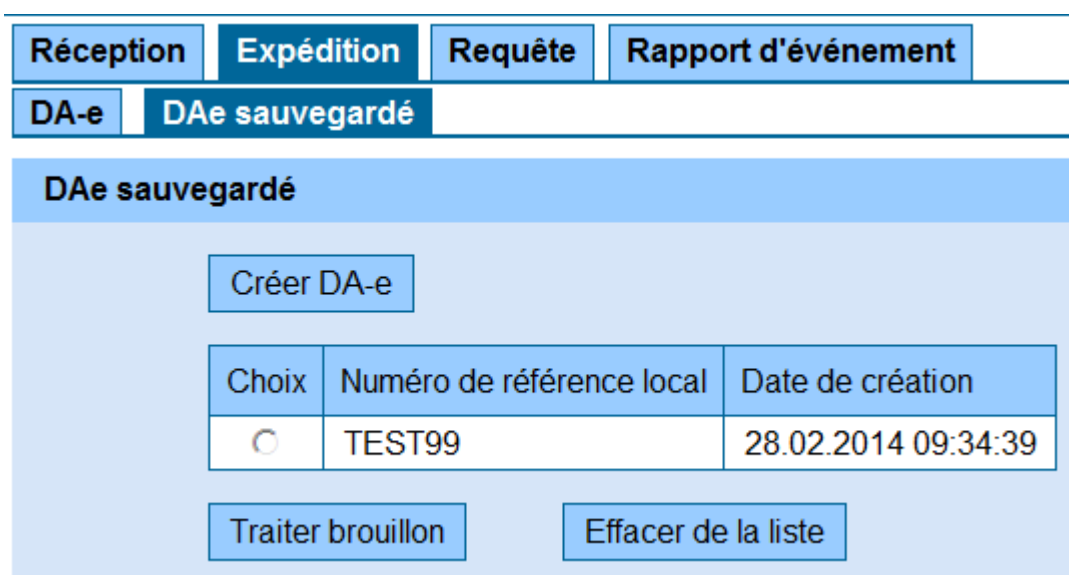 Réception Expédition Requête Rapport d'événement
DA-e DAe sauvegardé
DAe sauvegardé
Créer DA-e
Choix Numéro de référence local Date de création
TEST99 28.02.2014 09:34:39
Traiter brouillon Effacer de la liste